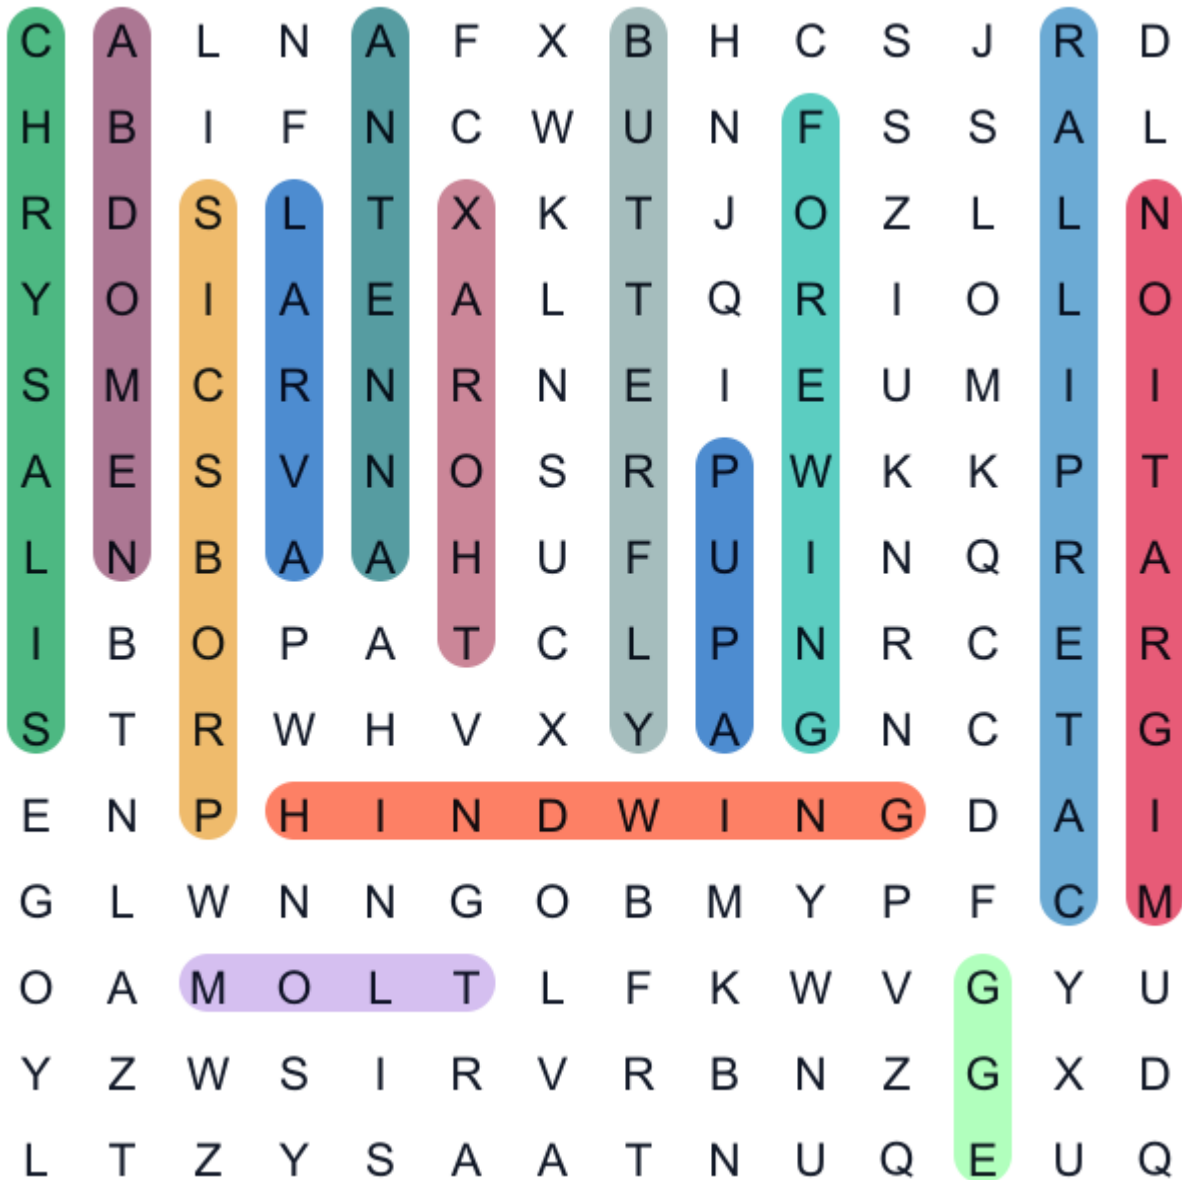 C A L N A F X B H C S J R D
H B I F N C W U N F S S A L
R D S L T X K T J O Z L L N
Y O I A E A L T Q R I O L O
S M C R N R N E I E U M I I
A E S V N O S R P W K K P T
L N B A A H U F U I N Q R A
I B O P A T C L P N R C E R
S T R W H V X Y A G N C T G
E N P H I N D W I N G D A I
G L W N N G O B M Y P F C M
O A M O L T L F K W V G Y U
Y Z W S I R V R B N Z G X D
L T Z Y S A A T N U Q E U Q